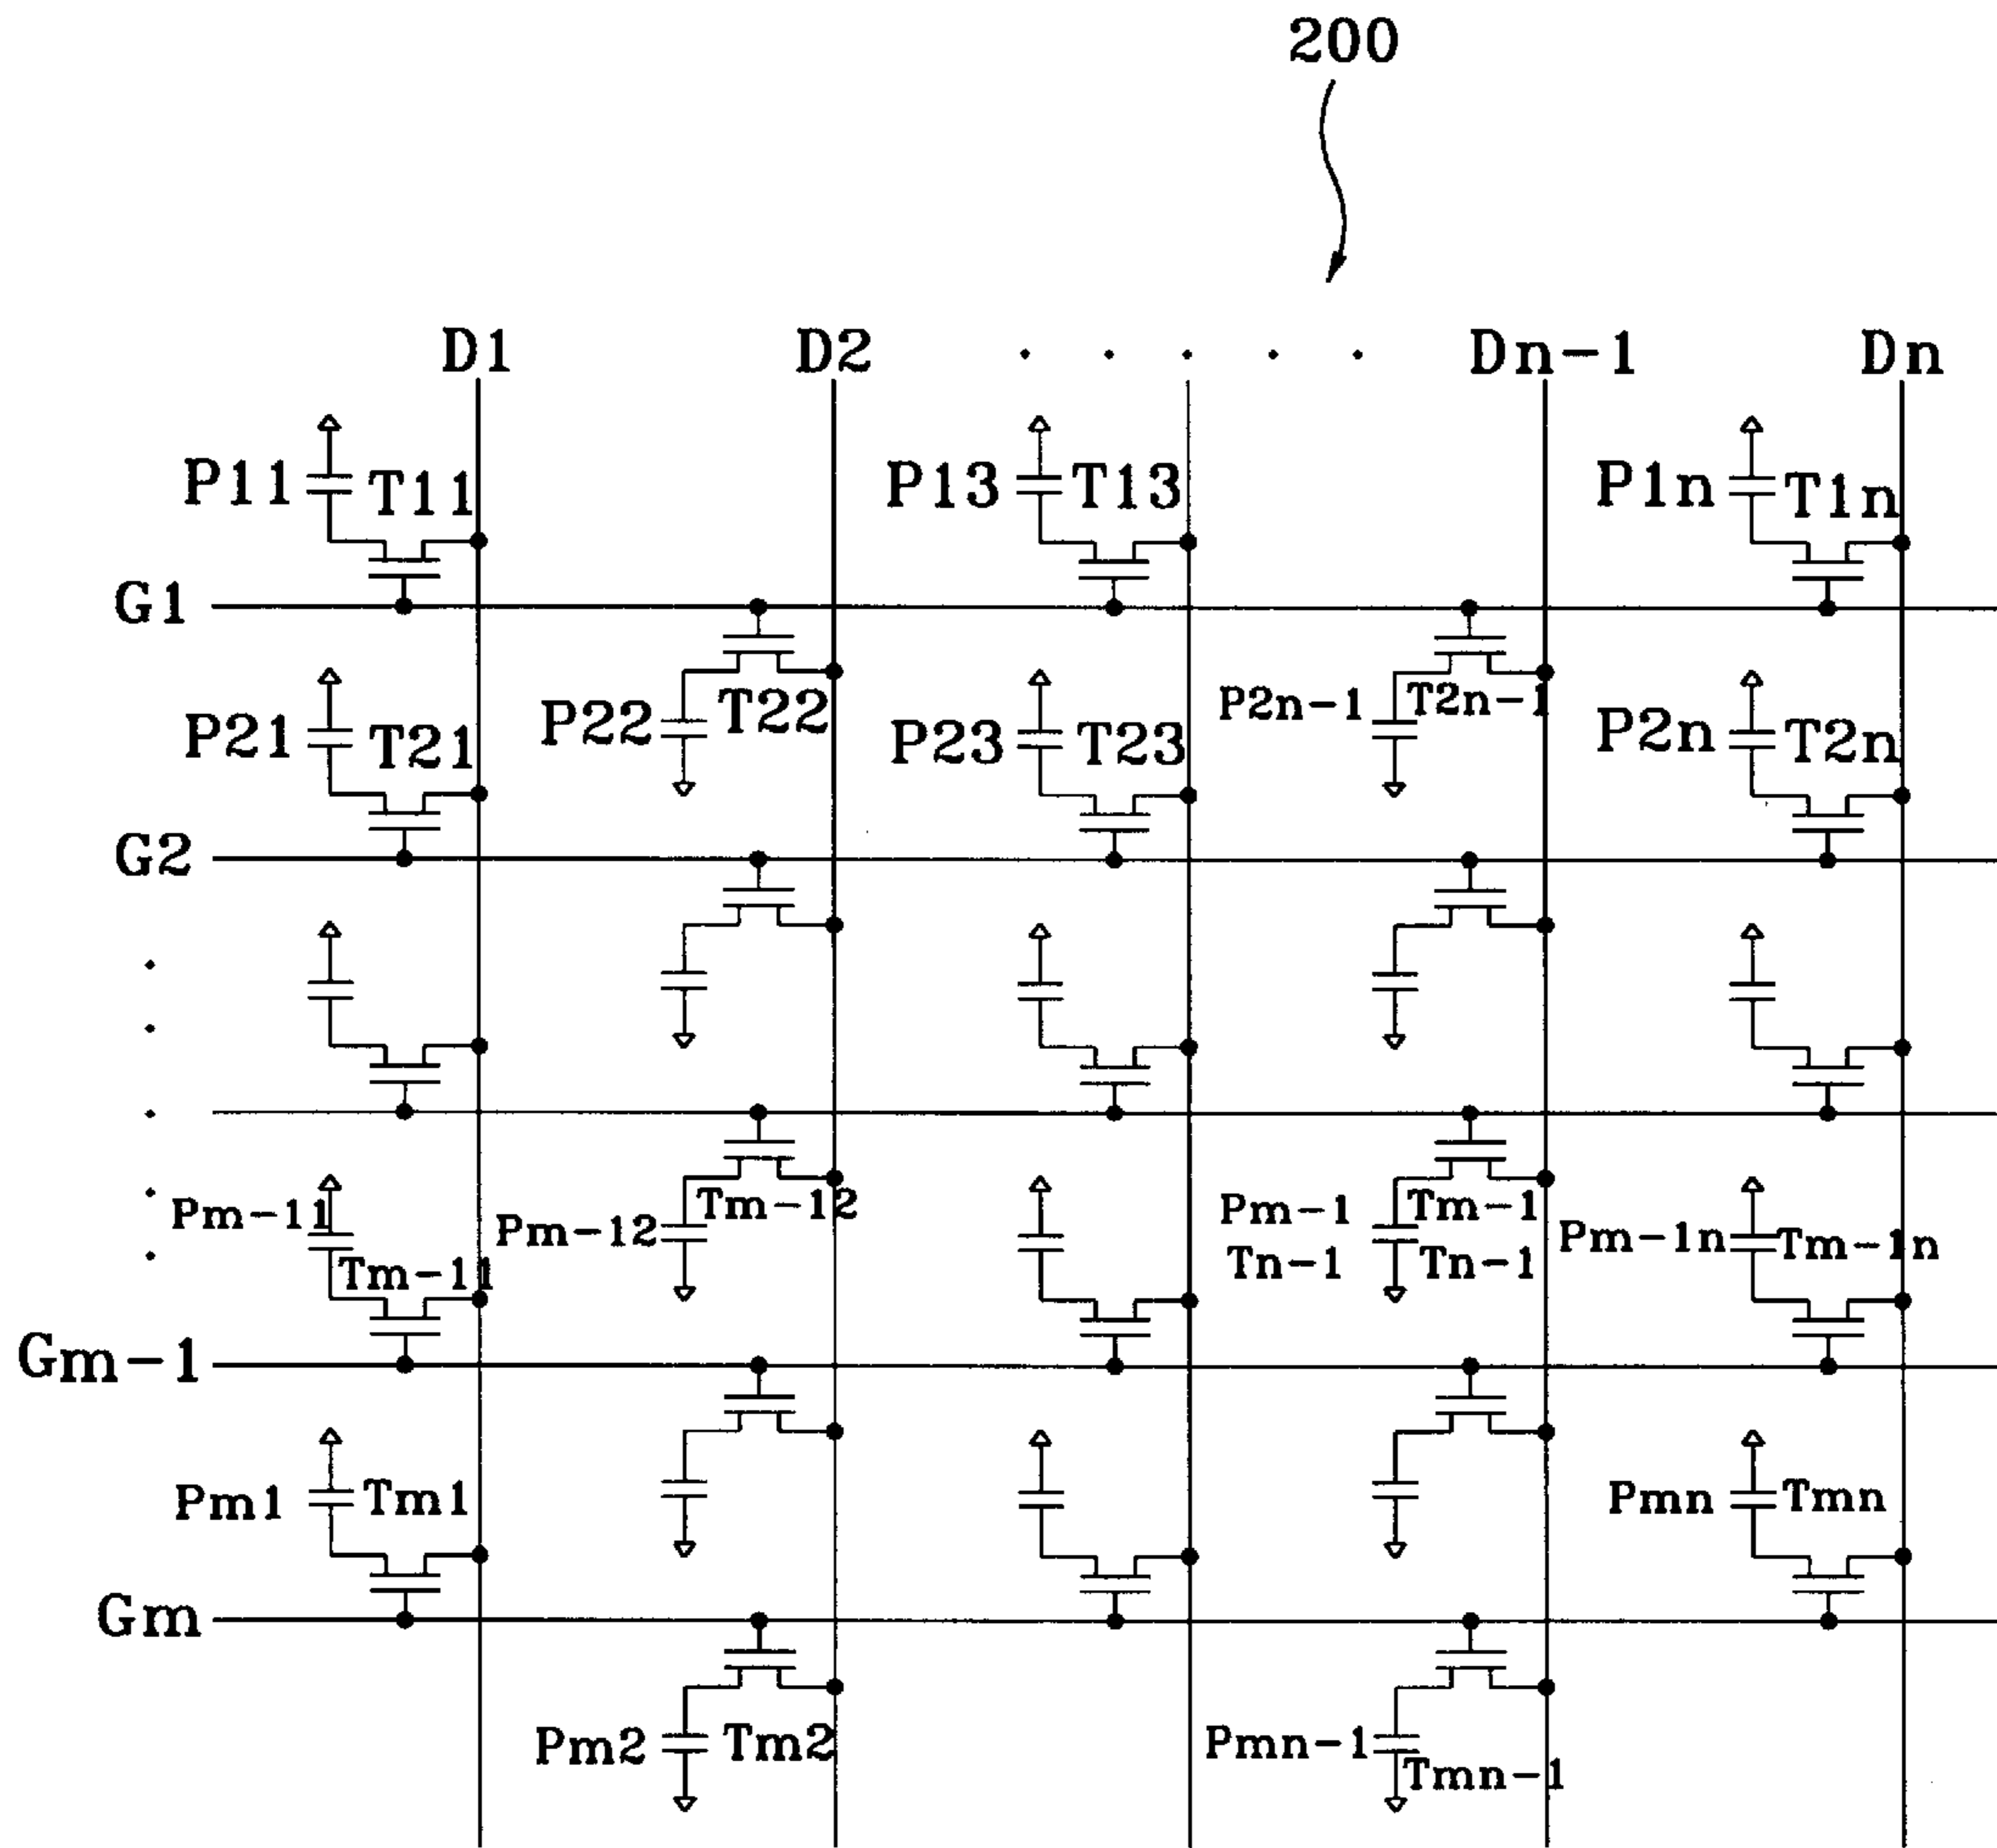 200
D1 D2 . . . . . Dn-1 Dn
P11 T11 P13 T13 P1n T1n
G1
P21 T21 P22 T22 P23 T23 P2n-1 T2n-1 P2n T2n
G2
Pm-11 Tm-11 Pm-12 Tm-12 Pm-1 Tm-1 Pm-1n Tm-1n
Tn-1 Tn-1
Gm-1
Pm1 Tm1 Pmn Tmn
Gm
Pm2 Tm2 Pmn-1 Tmn-1